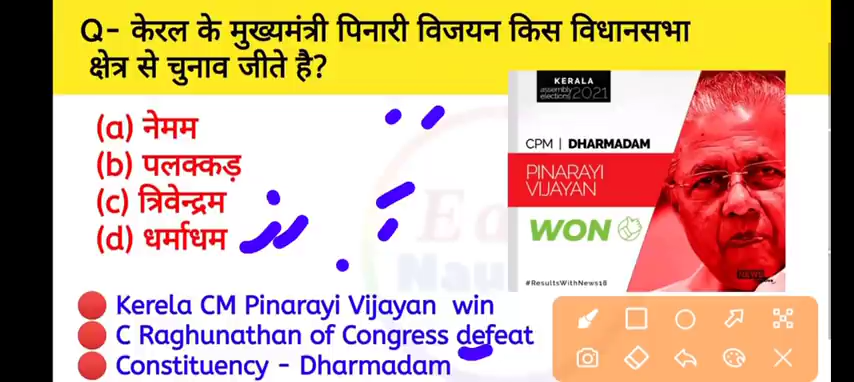 Q- केरल के मुख्यमंत्री पिनारी विजयन किस विधानसभा
क्षेत्र से चुनाव जीते है?
(a) नेमम
(b) पलक्कड़
(c) त्रिवेन्द्रम
(d) धर्माधम
KERALA
assembly
elections 2021
CPM | DHARMADAM
PINARAYI
VIJAYAN
WON
#ResultsWithNews18
NEWS
Kerela CM Pinarayi Vijayan win
C Raghunathan of Congress defeat
Constituency - Dharmadam